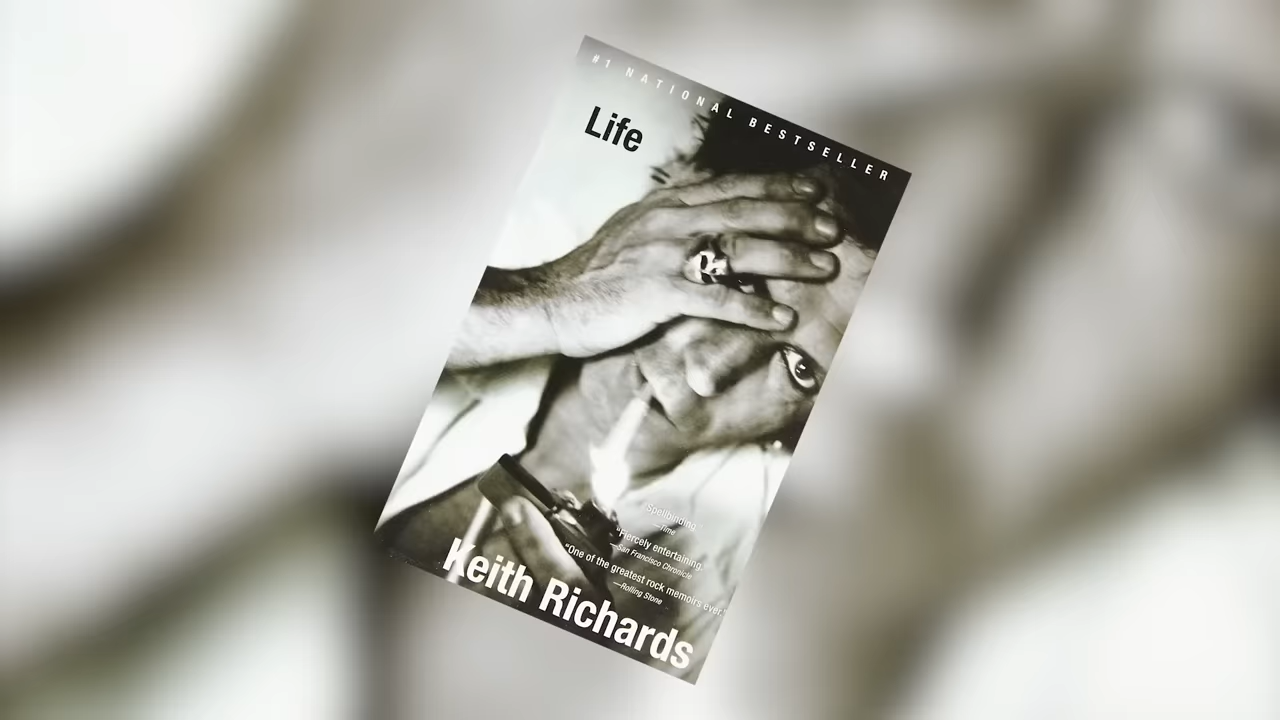 #1 NATIONAL BESTSELLER
Life
"Spellbinding."
—Time
"Fiercely entertaining."
—San Francisco Chronicle
"One of the greatest rock memoirs ever."
—Rolling Stone
Keith Richards